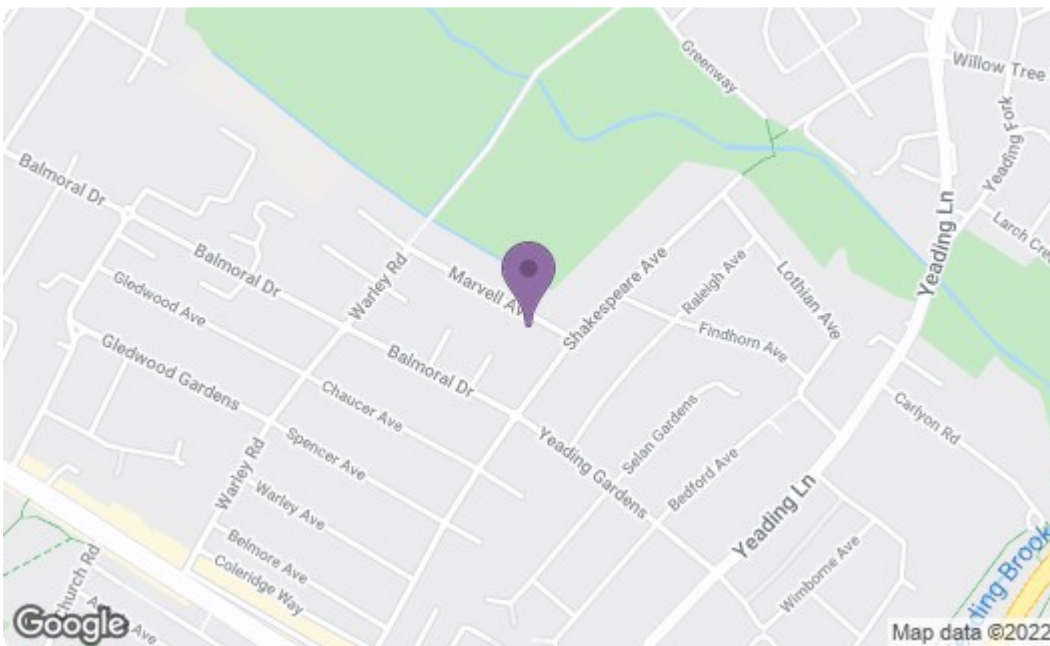 Greenway
Willow Tree
Yeading Fork
Balmoral Dr
Larch Cres
Yeading Ln
Warley Rd
Balmoral Dr
Marvell Av
Shakespeare Ave
Raleigh Ave
Lothian Ave
Gledwood Ave
Findhorn Ave
Gledwood Gardens
Balmoral Dr
Chaucer Ave
Selan Gardens
Carlyon Rd
Spencer Ave
Yeading Gardens
Bedford Ave
Warley Rd
Warley Ave
Yeading Ln
Belmore Ave
Wimborne Ave
Coleridge Way
Church Rd
ding Brook
Ave
Google
Map data ©2022